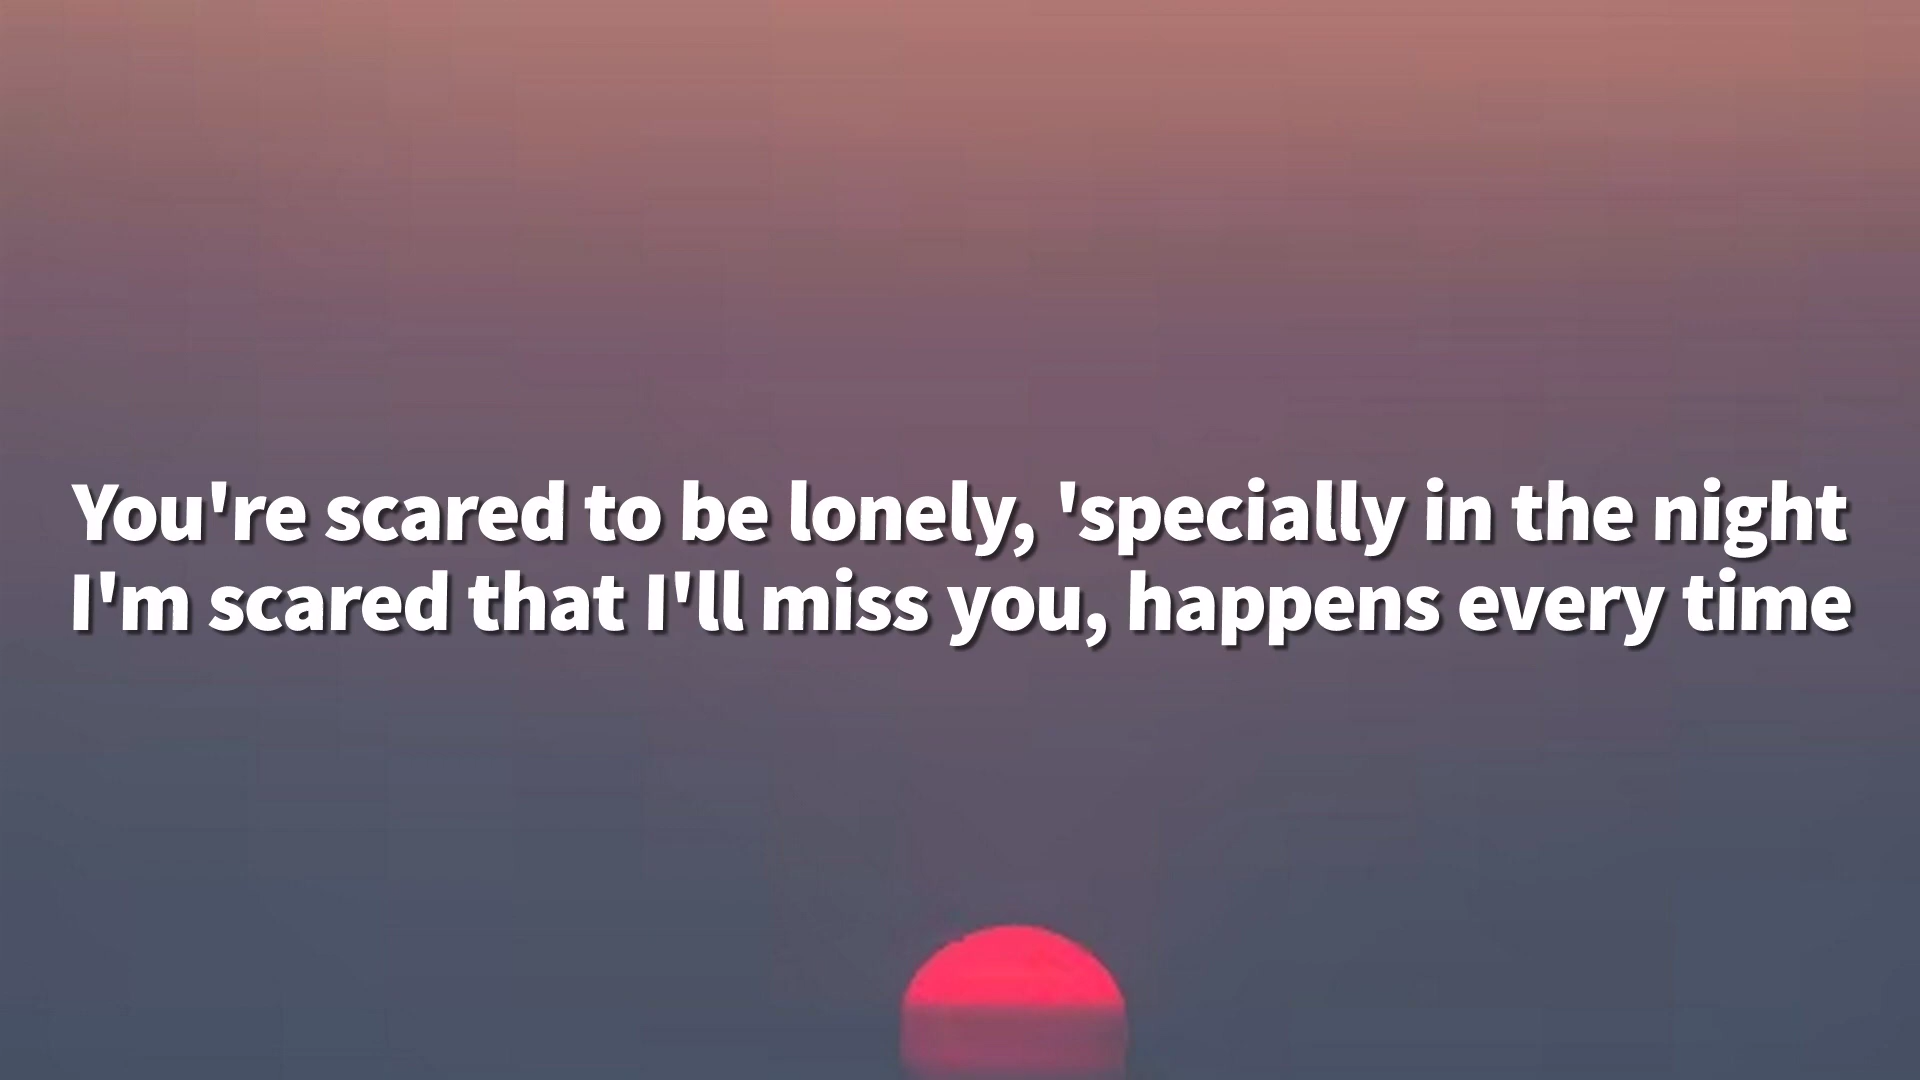 You're scared to be lonely, 'specially in the night
I'm scared that I'll miss you, happens every time